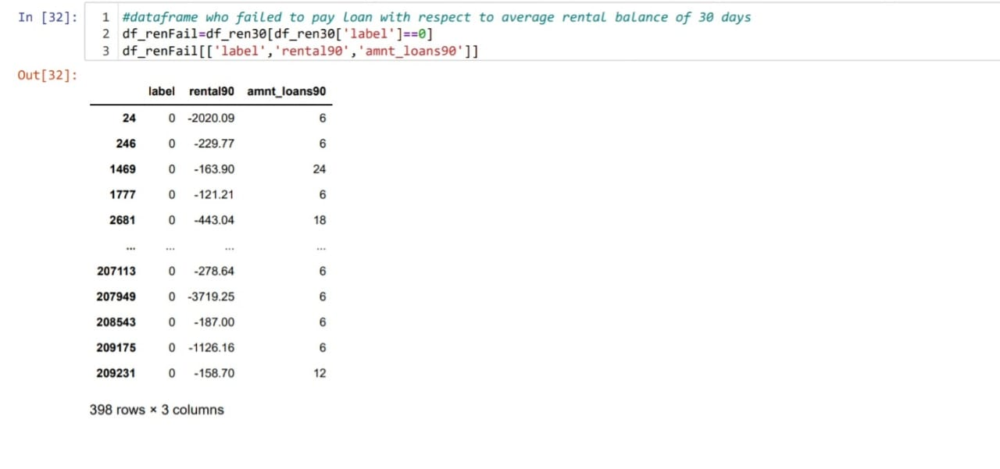 In [32]: 1 #dataframe who failed to pay loan with respect to average rental balance of 30 days
2 df_renFail=df_ren30[df_ren30['label']==0]
3 df_renFail[['label','rental90','amnt_loans90']]
Out[32]:
label rental90 amnt_loans90
24 0 -2020.09 6
246 0 -229.77 6
1469 0 -163.90 24
1777 0 -121.21 6
2681 0 -443.04 18
... ... ... ...
207113 0 -278.64 6
207949 0 -3719.25 6
208543 0 -187.00 6
209175 0 -1126.16 6
209231 0 -158.70 12
398 rows × 3 columns